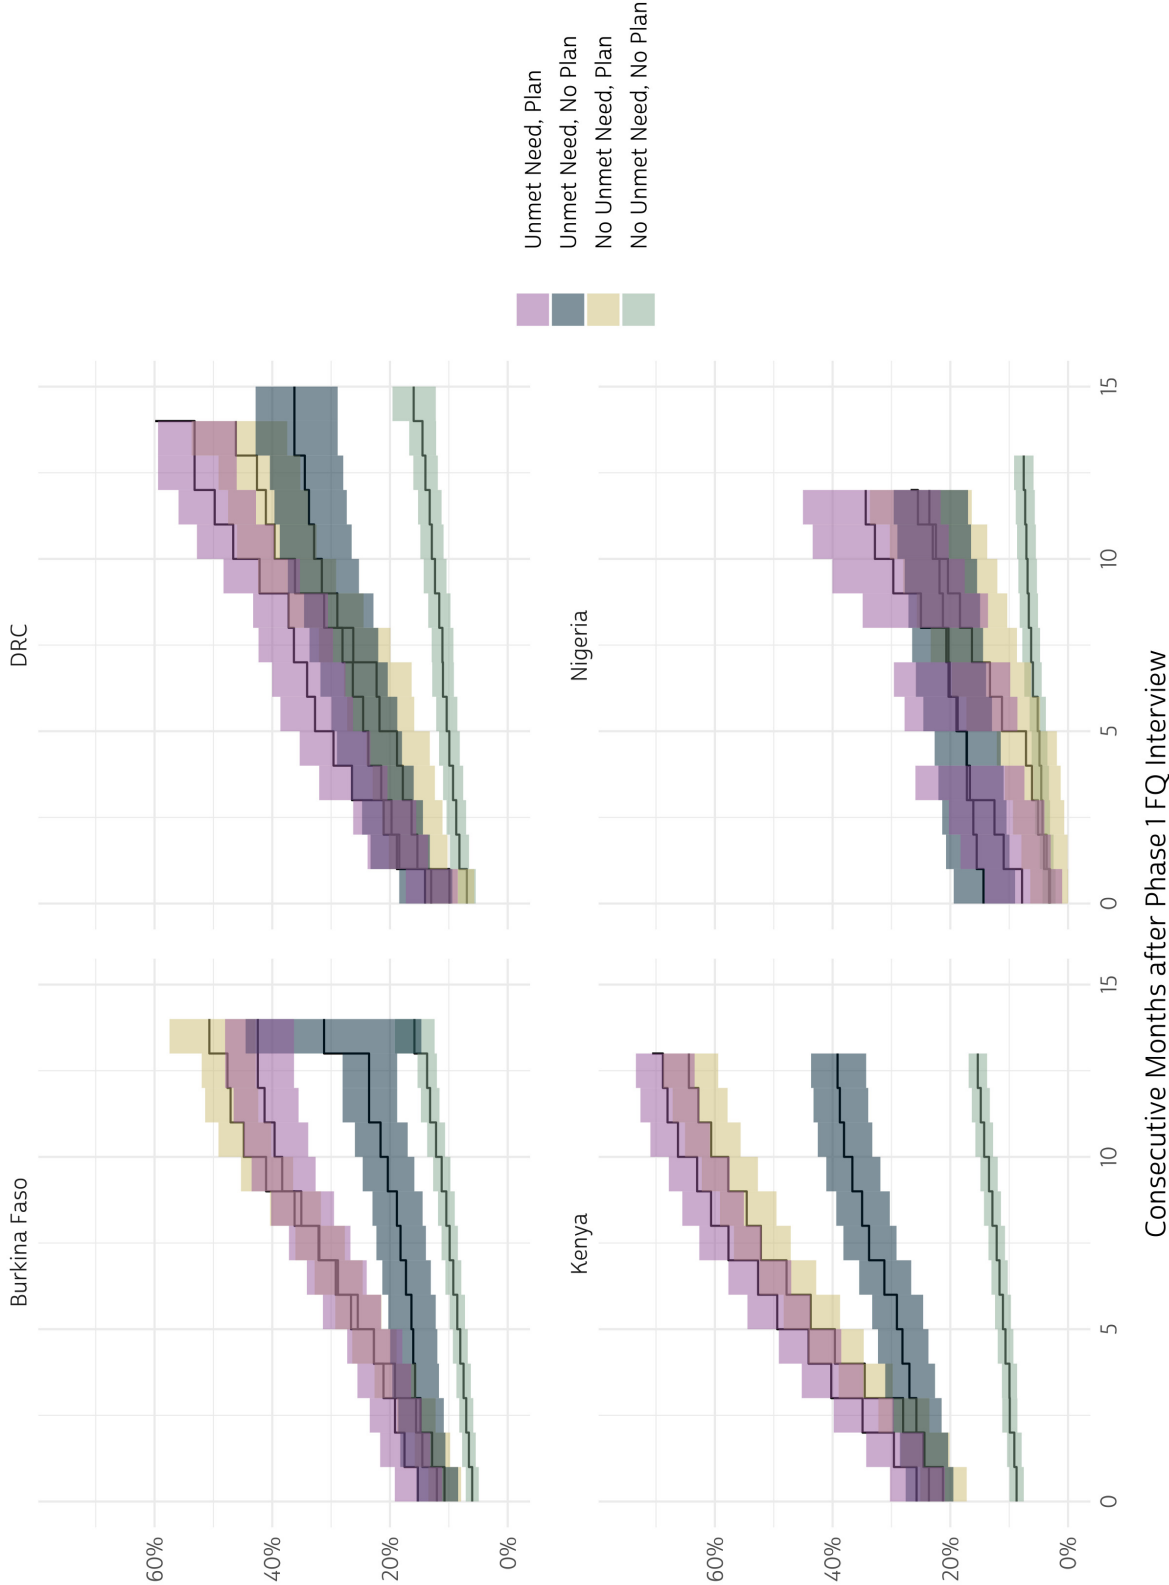 Burkina Faso
DRC
60%
40%
20%
0%
Kenya
Nigeria
60%
40%
20%
0%
0
5
10
15
0
5
10
15
Consecutive Months after Phase 1 FQ Interview
Unmet Need, Plan
Unmet Need, No Plan
No Unmet Need, Plan
No Unmet Need, No Plan